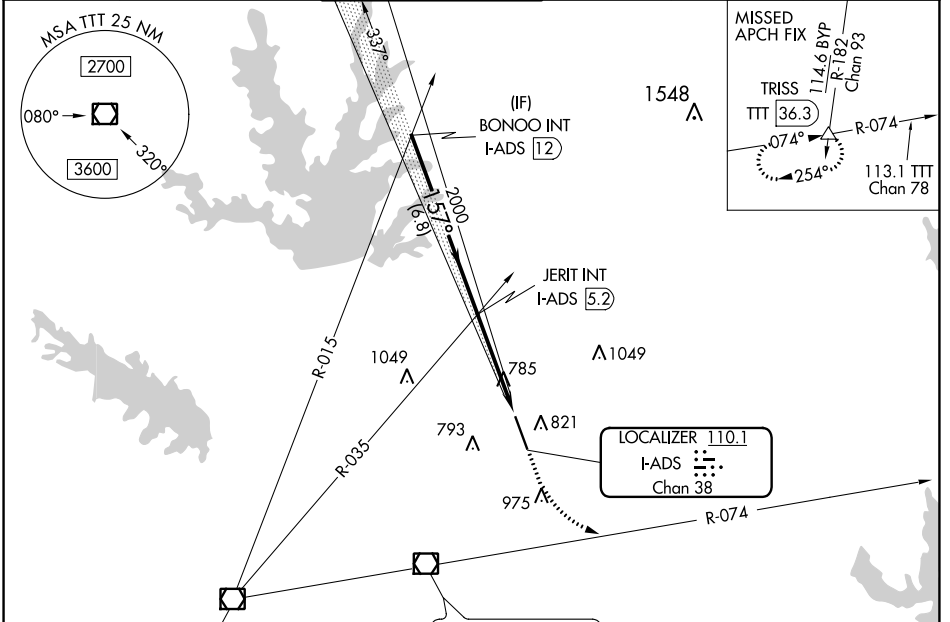 MSA TTT 25 NM
2700
080°
320°
3600
337°
(IF)
BONOO INT
I-ADS 12
1548
MISSED
APCH FIX
114.6 BYP
R-182
Chan 93
TRISS
TTT 36.3
R-074
074°
254°
113.1 TTT
Chan 78
2000
157°
(6.8)
JERIT INT
I-ADS 5.2
R-015
1049
785
1049
R-035
793
821
LOCALIZER 110.1
I-ADS
Chan 38
975
R-074